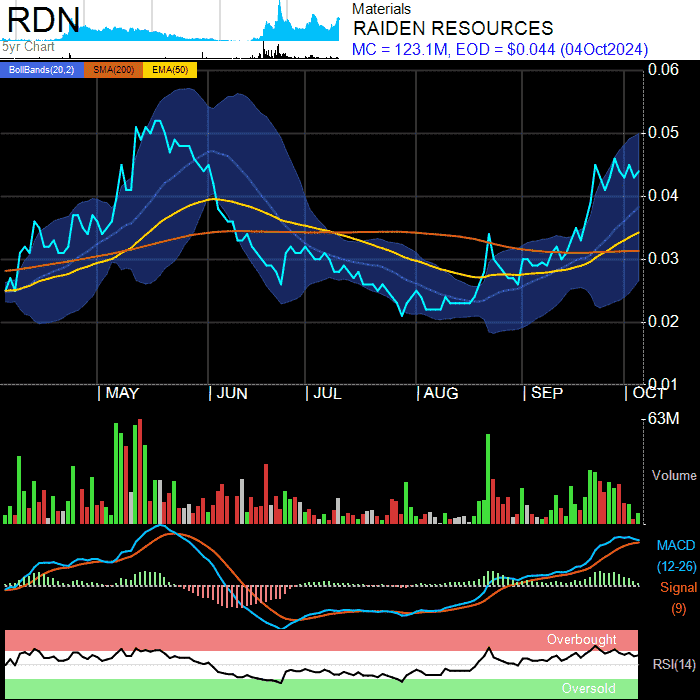 RDN
5yr Chart
Materials
RAIDEN RESOURCES
MC = 123.1M, EOD = $0.044 (04Oct2024)
BollBands(20,2) SMA(200) EMA(50)
0.06
0.05
0.04
0.03
0.02
0.01
MAY JUN JUL AUG SEP OCT
63M
Volume
MACD
(12-26)
Signal
(9)
Overbought
RSI(14)
Oversold